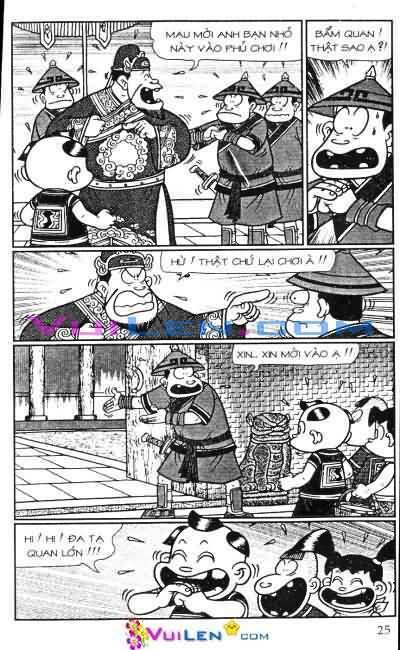 MAU MỜI ANH BẠN NHỎ
NÀY VÀO PHỦ CHƠI !!
BẨM QUAN !
THẬT SAO Ạ ?!
HỪ ! THẬT CHỨ LẠI CHƠI À !!
VuiLen.com
XIN... XIN MỜI VÀO Ạ !!
HI ! HI ! ĐA TẠ
QUAN LỚN !!!
25
VuiLen.com